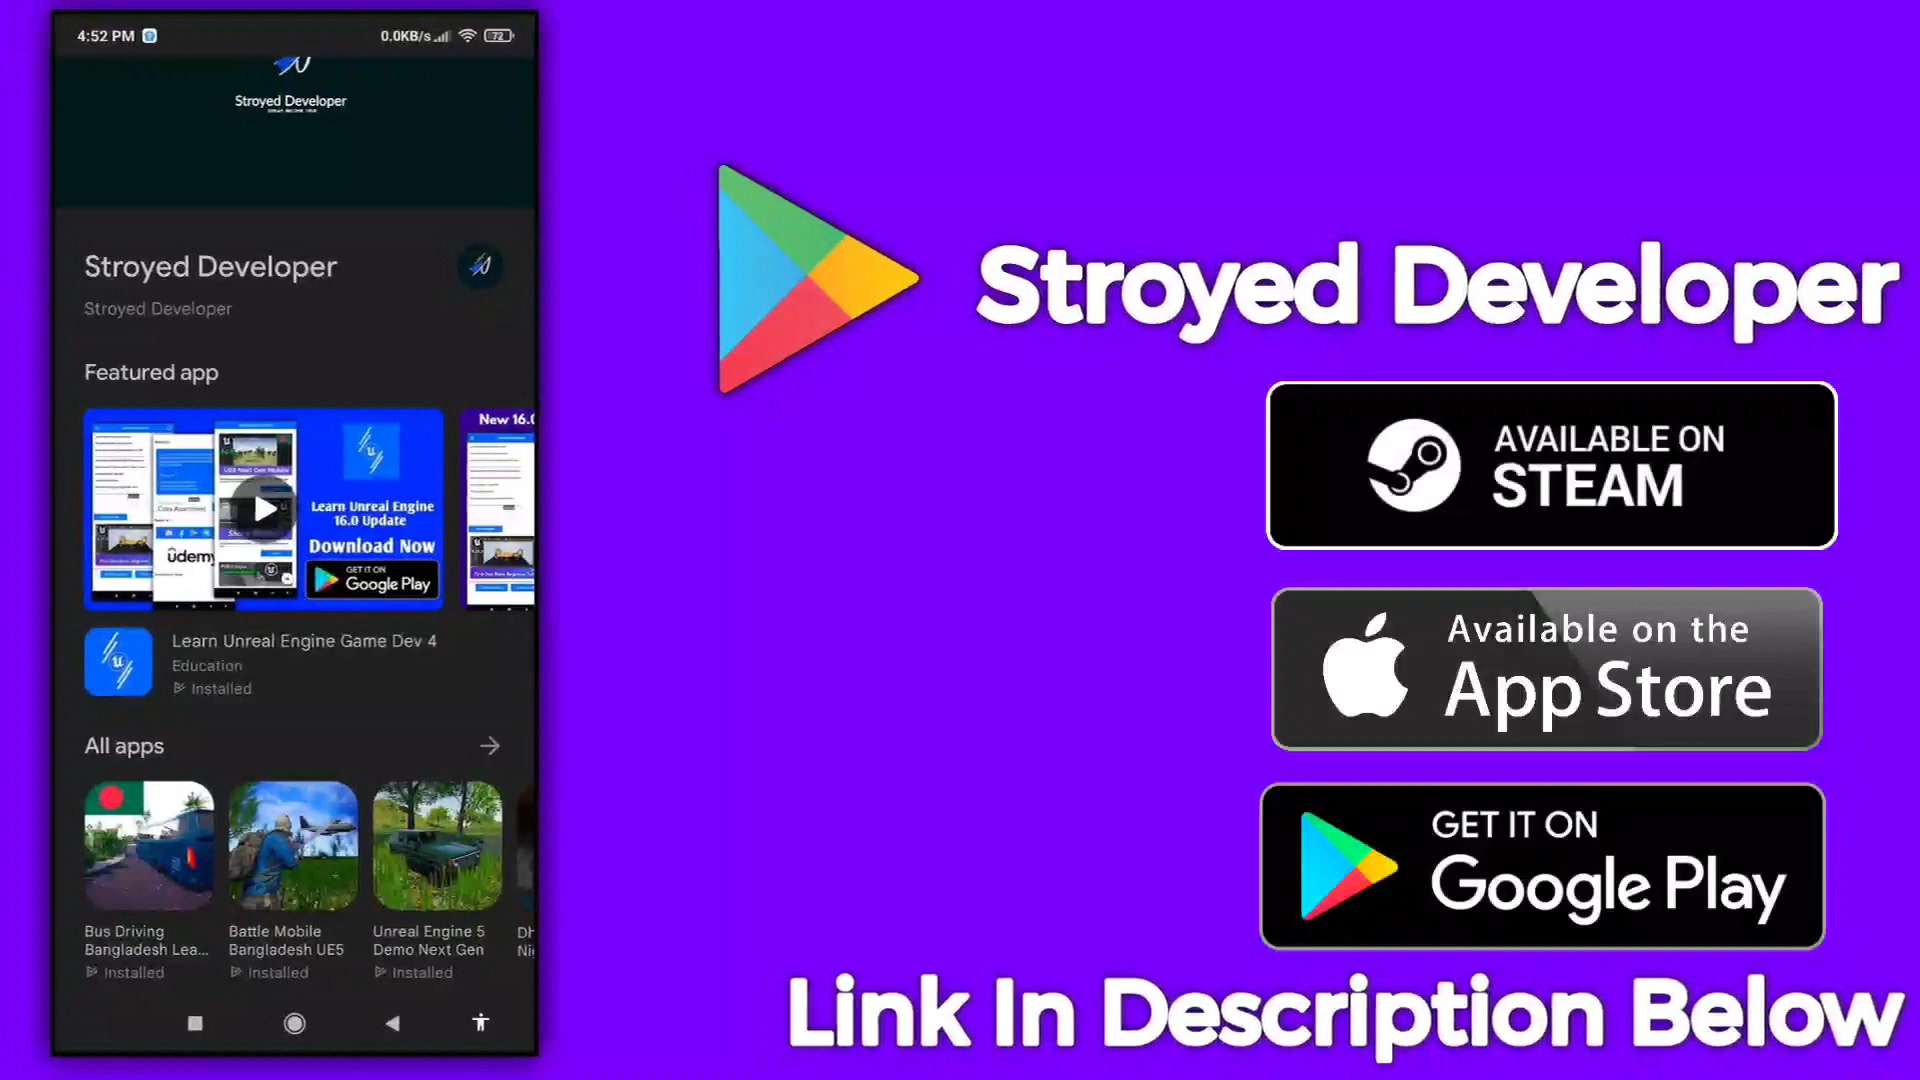 4:52 PM
0.0KB/s
72
Stroyed Developer
Stroyed Developer
Stroyed Developer
Featured app
Learn Unreal Engine
16.0 Update
Download Now
GET IT ON
Google Play
udemy
New 16.0
Learn Unreal Engine Game Dev 4
Education
Installed
All apps
Bus Driving
Bangladesh Lea...
Installed
Battle Mobile
Bangladesh UE5
Installed
Unreal Engine 5
Demo Next Gen
Installed
Stroyed Developer
AVAILABLE ON
STEAM
Available on the
App Store
GET IT ON
Google Play
Link In Description Below